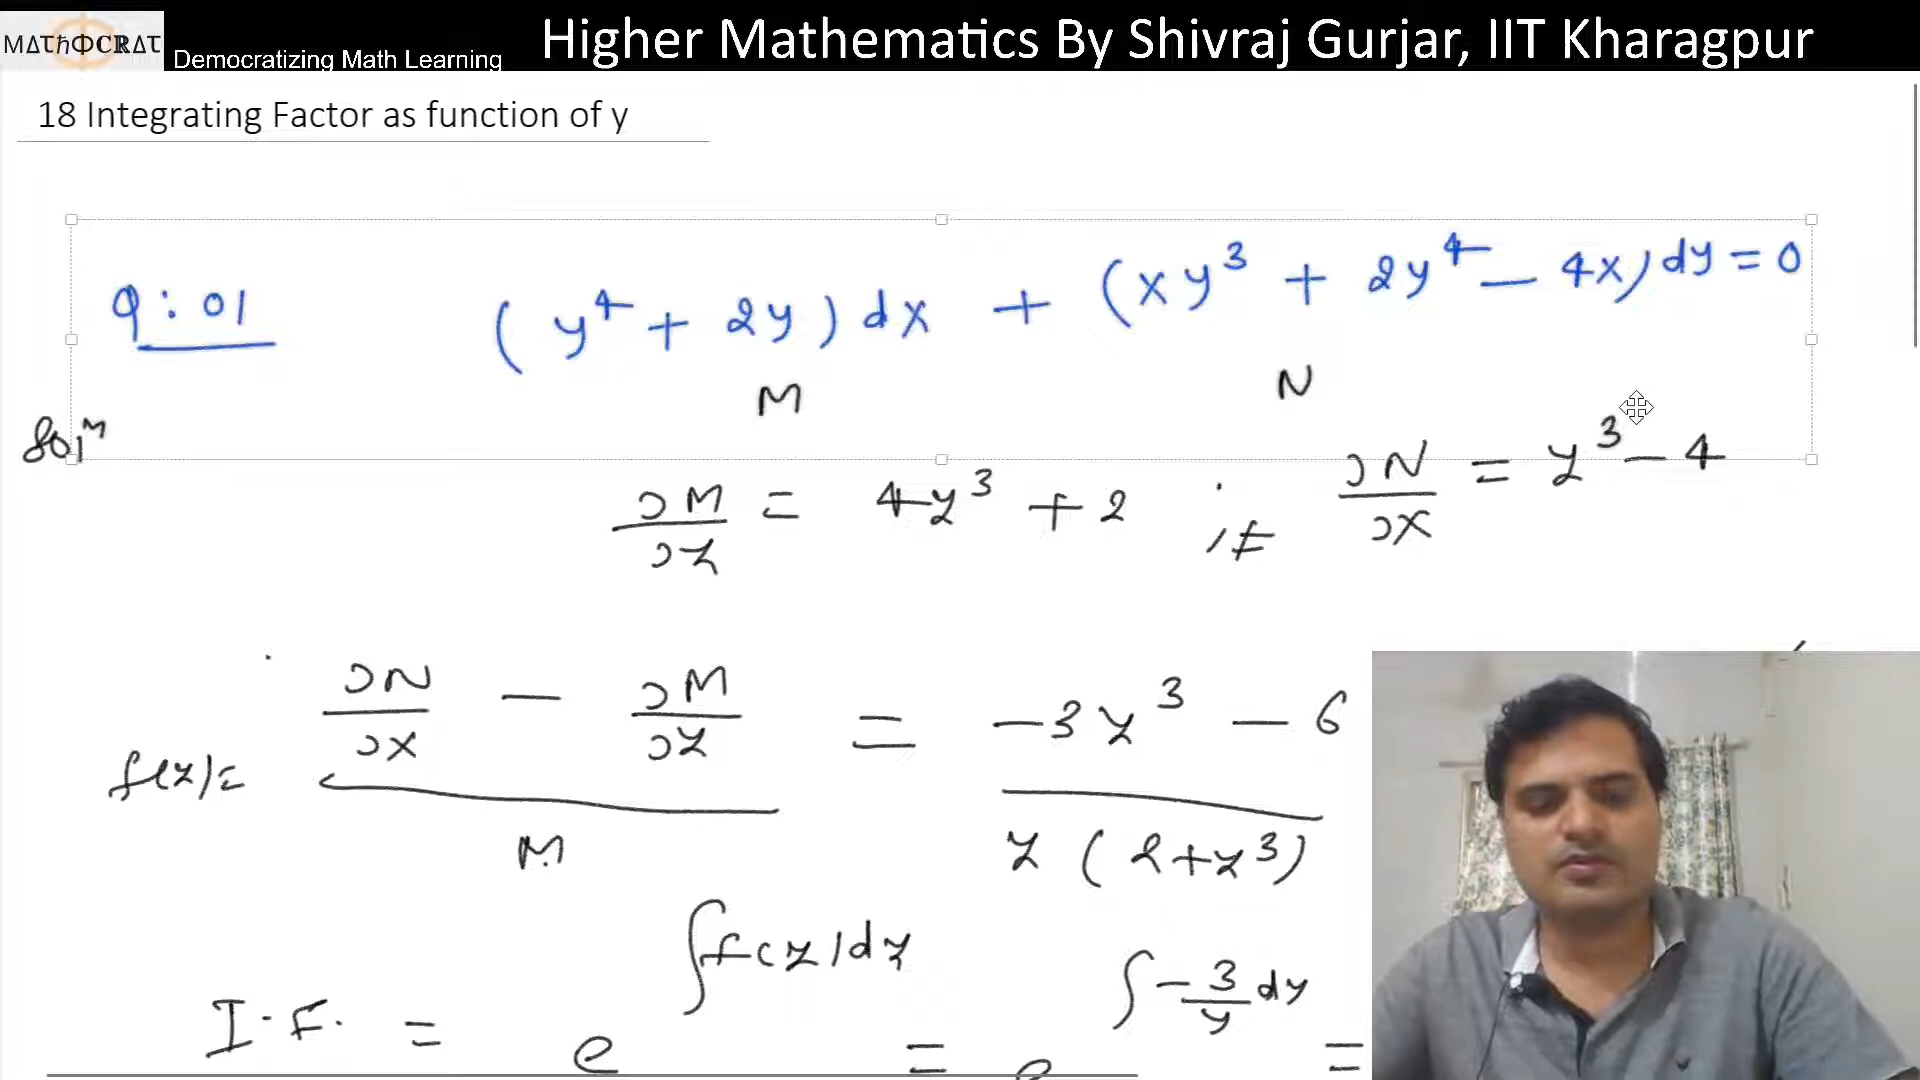 MΔTℏΦCRΔT Democratizing Math Learning Higher Mathematics By Shivraj Gurjar, IIT Kharagpur
18 Integrating Factor as function of y
Q: 01 (y⁴ + 2y) dx + (xy³ + 2y⁴ − 4x) dy = 0
M N
Solⁿ
∂M/∂y = 4y³ + 2 ; ≠ ∂N/∂x = y³ − 4
f(y) = (∂N/∂x − ∂M/∂y) / M = (−3y³ − 6) / (y (2+y³))
I.F. = e^(∫f(y)dy) = e^(∫−3/y dy) =